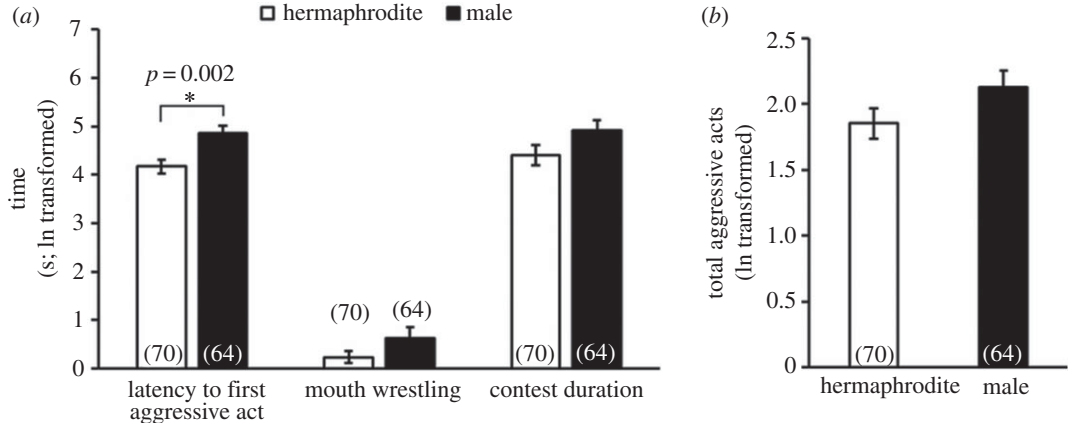 (a)
hermaphrodite male
time
(s; ln transformed)
7
6
5
4
3
2
1
0
p = 0.002
*
(70)
(64)
(70)
(64)
(70)
(64)
latency to first
aggressive act
mouth wrestling
contest duration
(b)
total aggressive acts
(ln transformed)
2.5
2.0
1.5
1.0
0.5
0
(70)
(64)
hermaphrodite
male